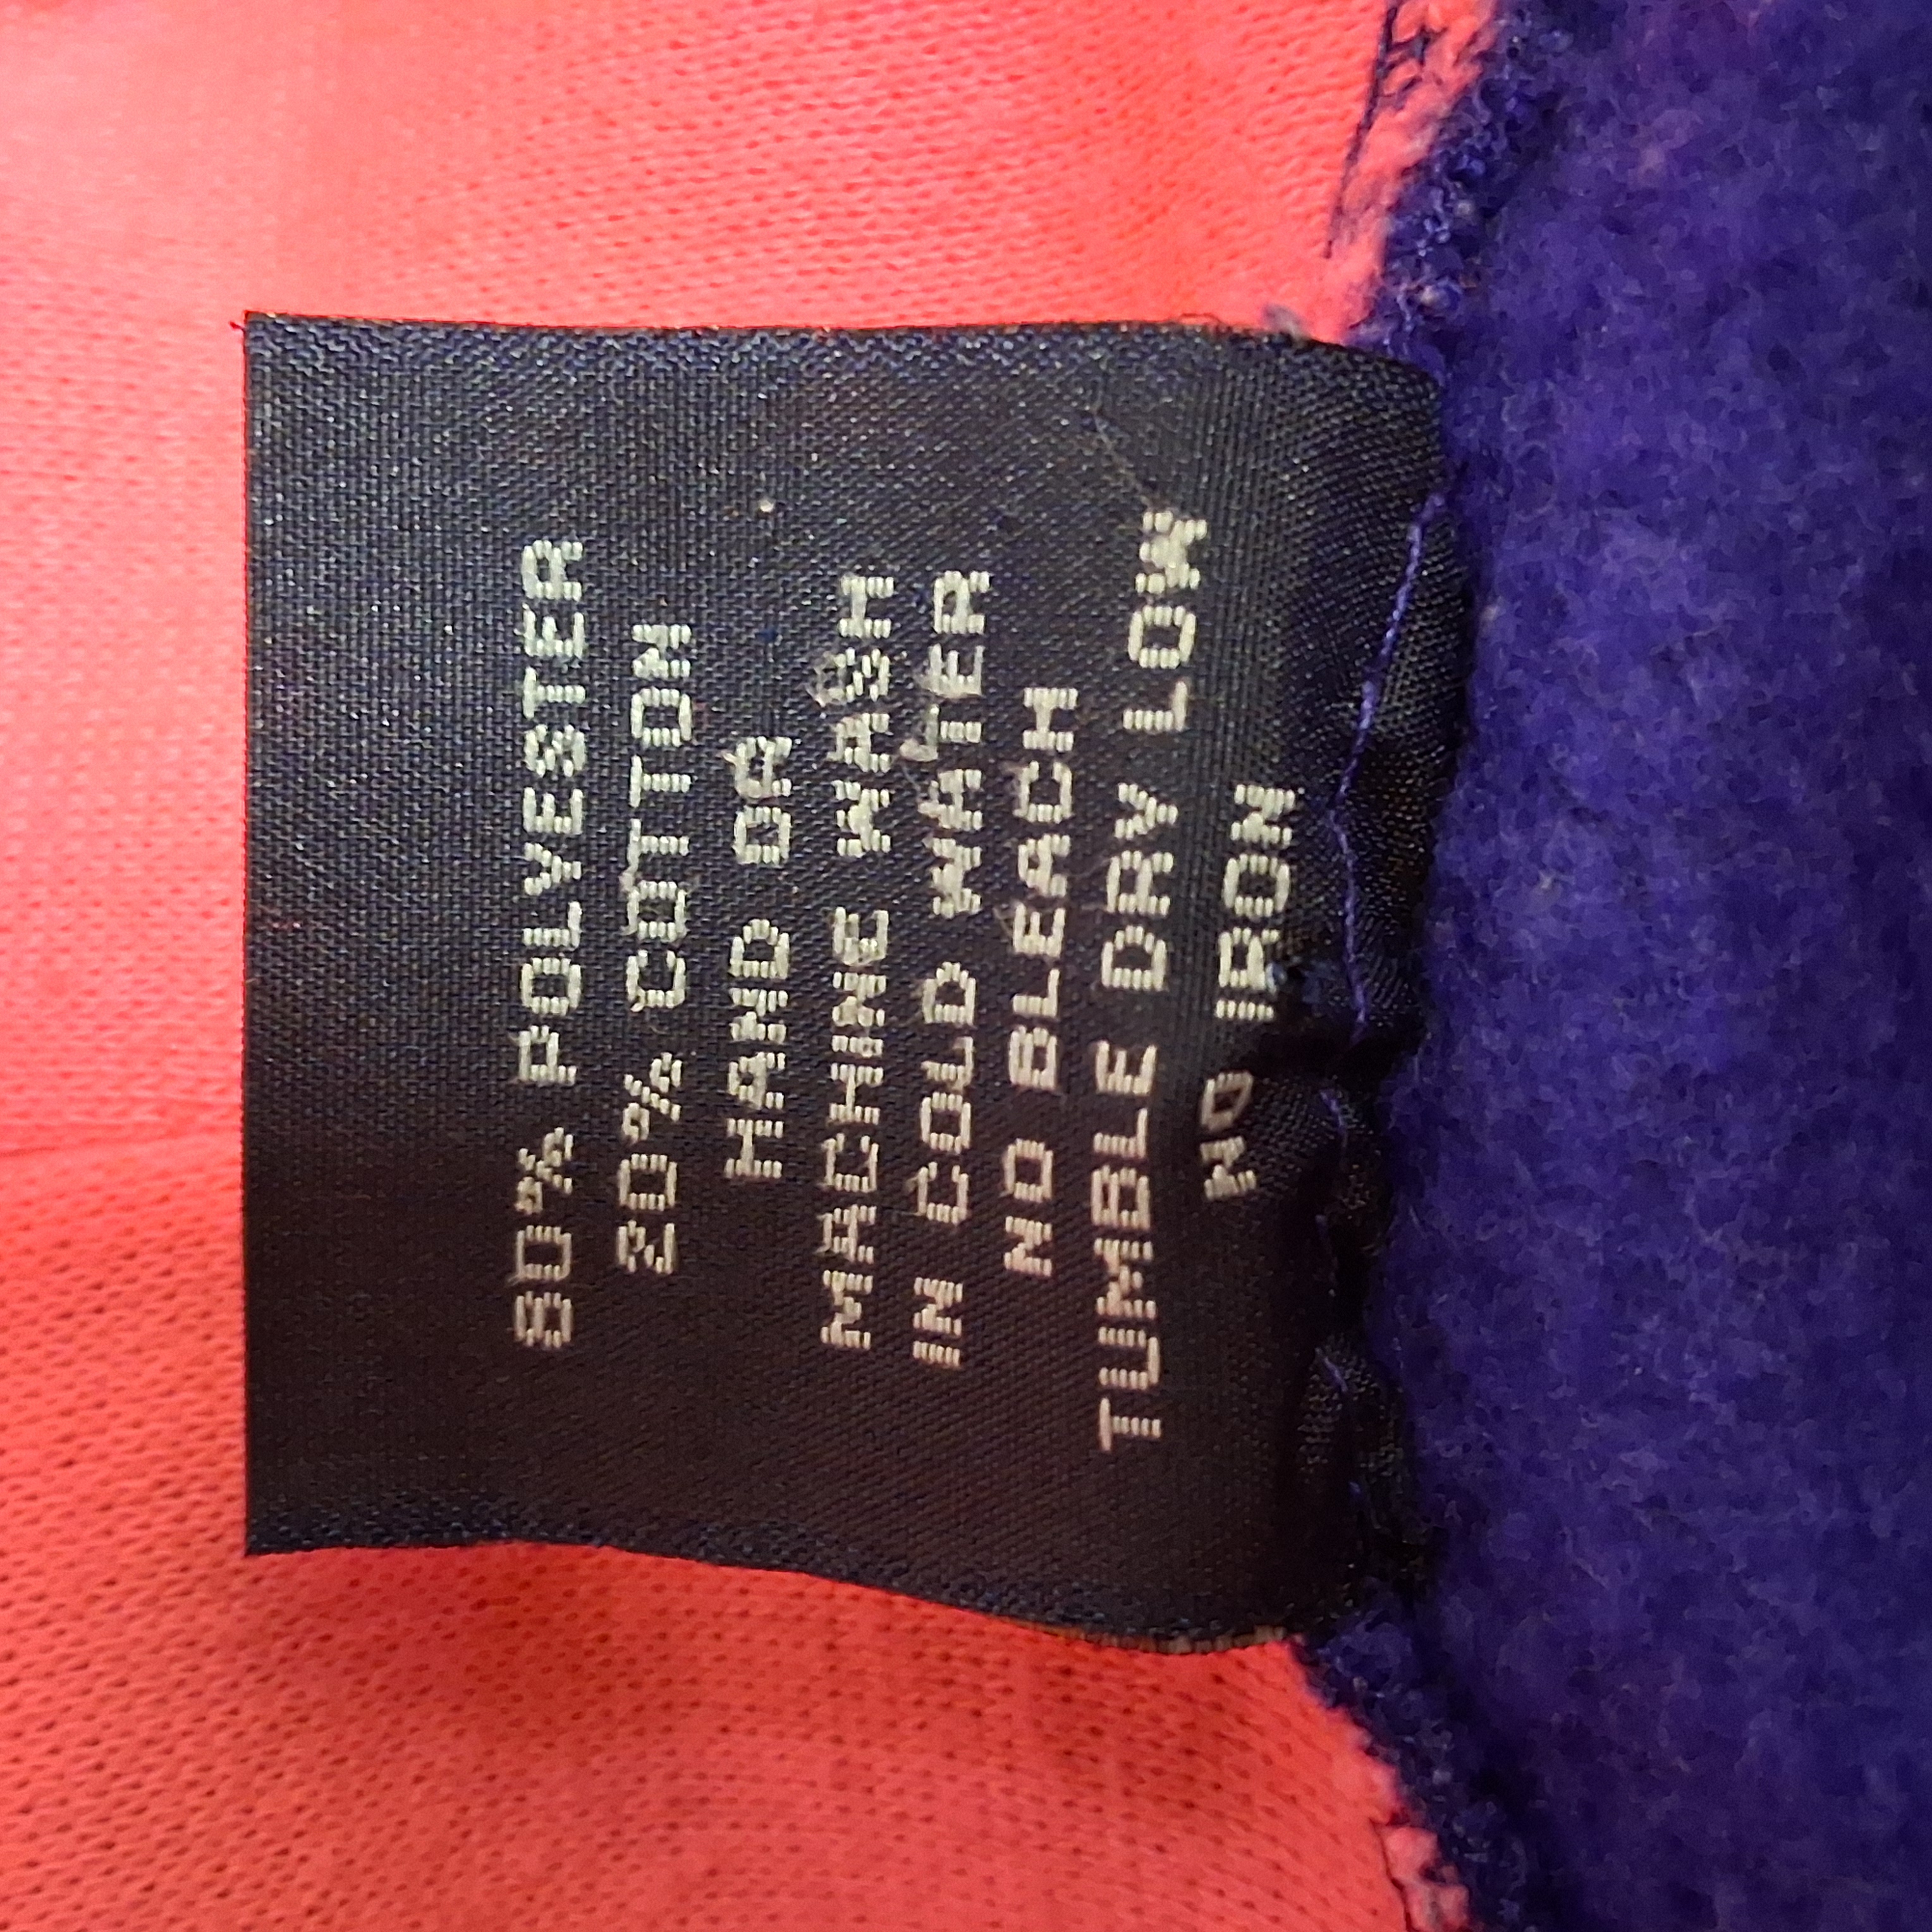 80% POLYESTER
20% COTTON
HAND OR
MACHINE WASH
IN COLD WATER
NO BLEACH
TUMBLE DRY LOW
NO IRON